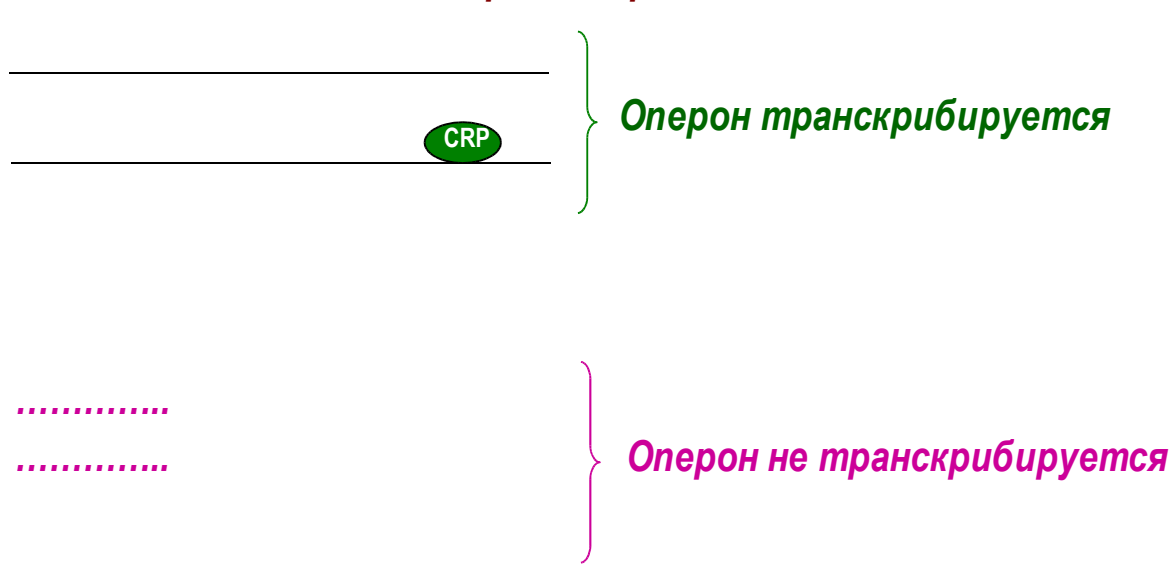 Оперон транскрибируется
CRP
…………..
…………..
Оперон не транскрибируется